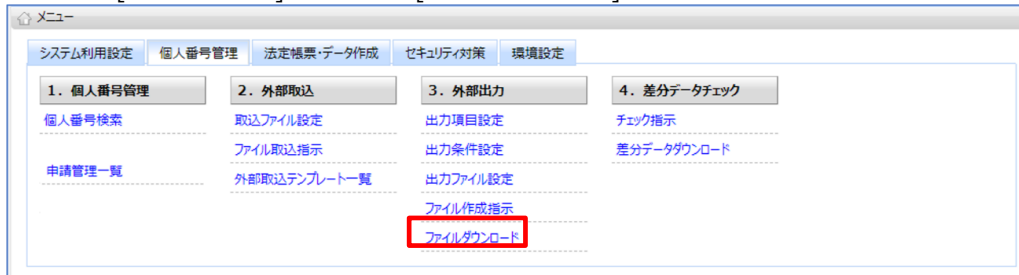 メニュー
システム利用設定 個人番号管理 法定帳票・データ作成 セキュリティ対策 環境設定
1. 個人番号管理
個人番号検索
申請管理一覧
2. 外部取込
取込ファイル設定
ファイル取込指示
外部取込テンプレート一覧
3. 外部出力
出力項目設定
出力条件設定
出力ファイル設定
ファイル作成指示
ファイルダウンロード
4. 差分データチェック
チェック指示
差分データダウンロード